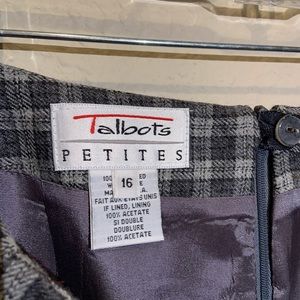 Talbots
PETITES
16
FAIT AUX ETATS UNIS
IF LINED, LINING
100% ACETATE
SI DOUBLE
DOUBLURE
100% ACETATE